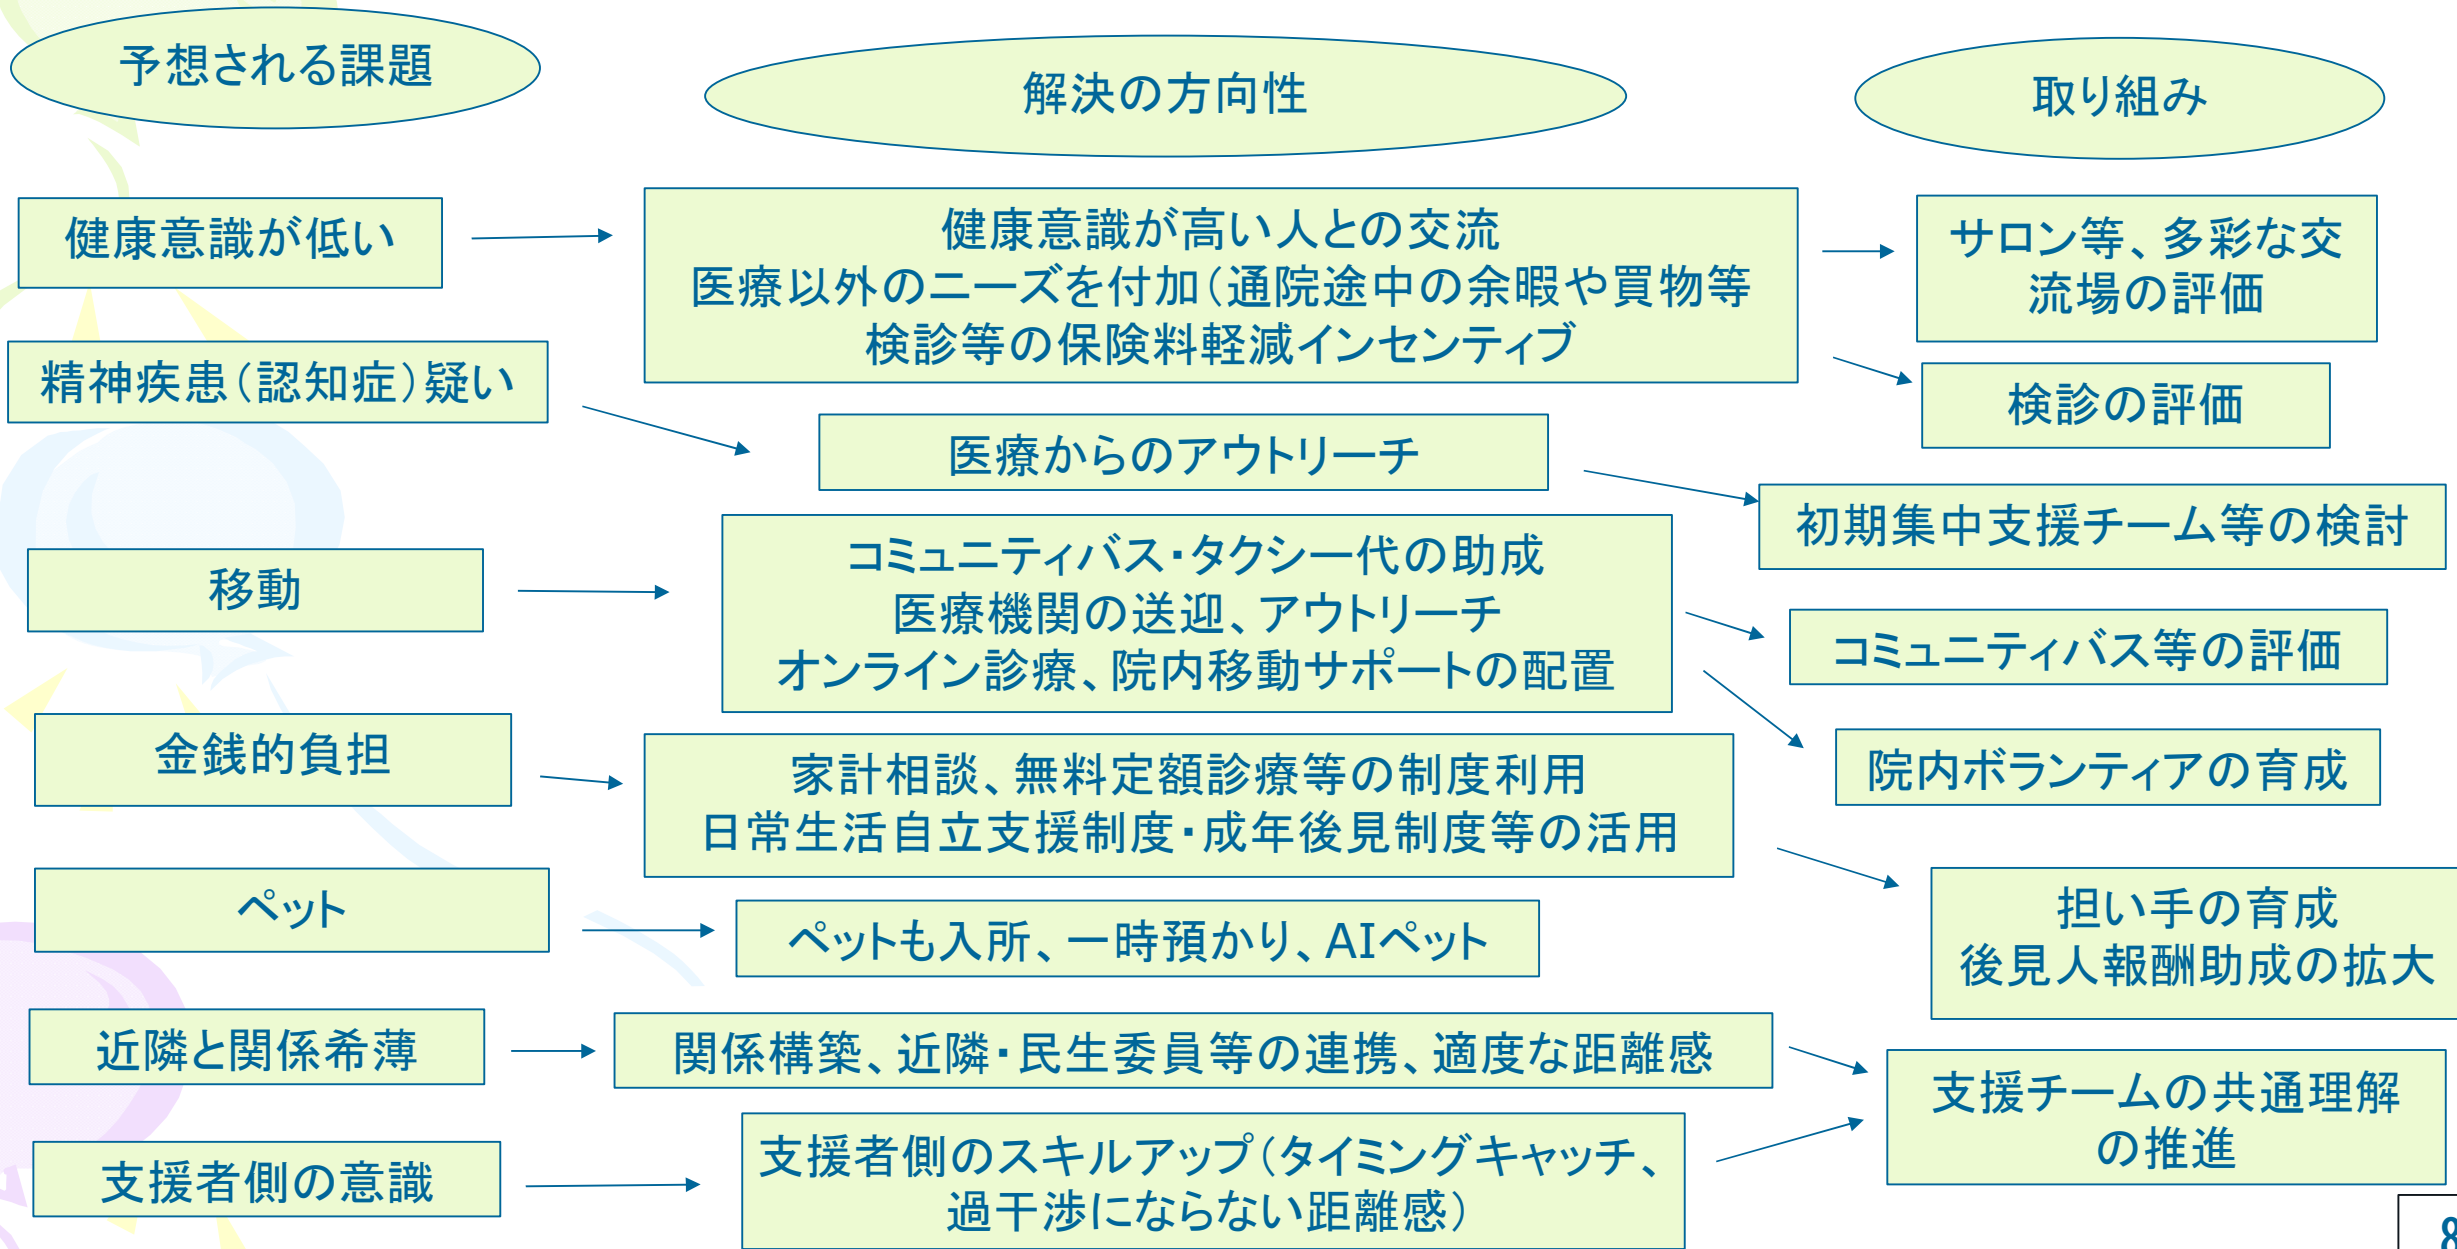 予想される課題
解決の方向性
取り組み
健康意識が低い
健康意識が高い人との交流
医療以外のニーズを付加(通院途中の余暇や買物等
検診等の保険料軽減インセンティブ
サロン等、多彩な交
流場の評価
検診の評価
精神疾患(認知症)疑い
医療からのアウトリーチ
初期集中支援チーム等の検討
移動
コミュニティバス・タクシー代の助成
医療機関の送迎、アウトリーチ
オンライン診療、院内移動サポートの配置
コミュニティバス等の評価
院内ボランティアの育成
金銭的負担
家計相談、無料定額診療等の制度利用
日常生活自立支援制度・成年後見制度等の活用
担い手の育成
後見人報酬助成の拡大
ペット
ペットも入所、一時預かり、AIペット
近隣と関係希薄
関係構築、近隣・民生委員等の連携、適度な距離感
支援チームの共通理解
の推進
支援者側の意識
支援者側のスキルアップ(タイミングキャッチ、
過干渉にならない距離感)